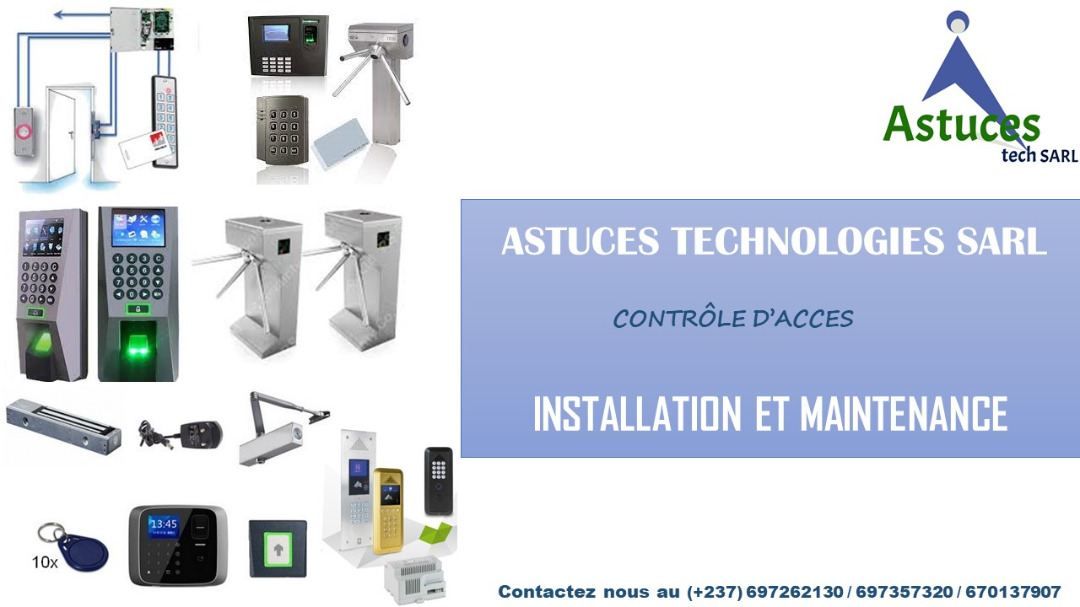 Astuces
tech SARL
ASTUCES TECHNOLOGIES SARL
CONTRÔLE D'ACCES
INSTALLATION ET MAINTENANCE
13:45
10x
Contactez nous au (+237) 697262130 / 697357320 / 670137907